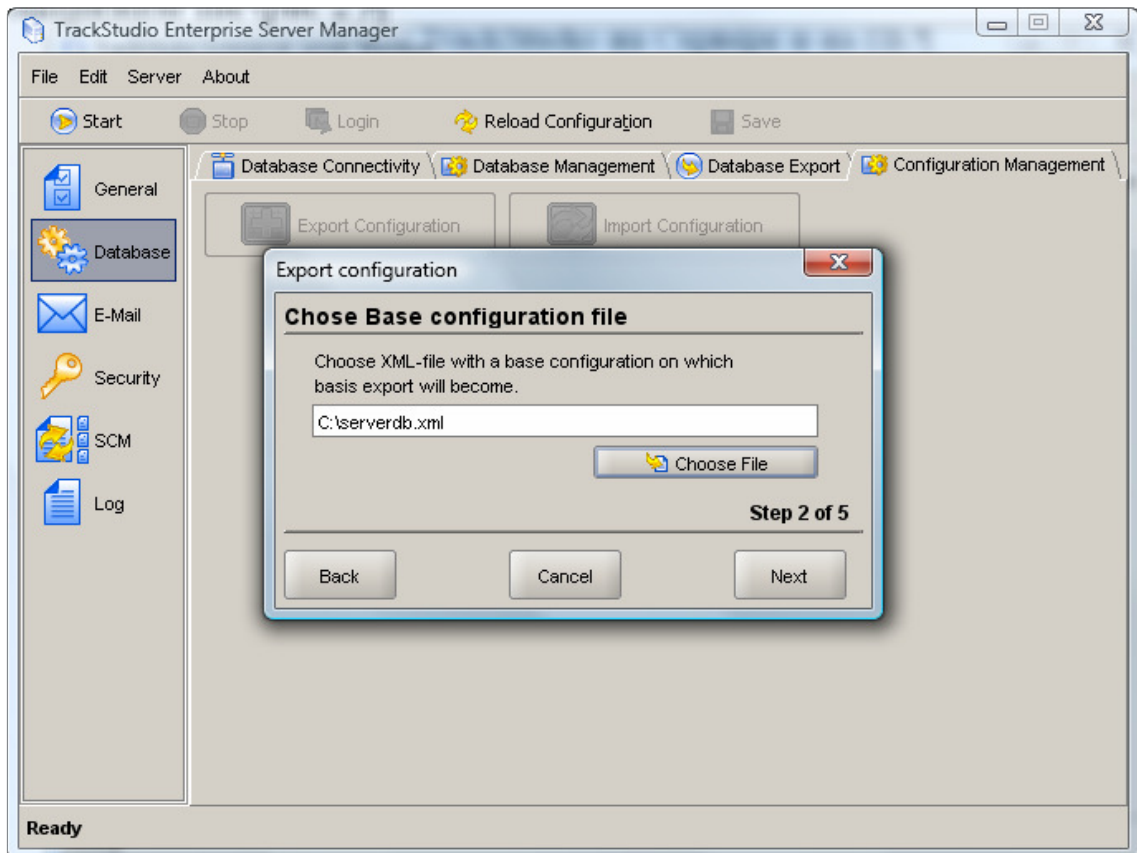 TrackStudio Enterprise Server Manager
File Edit Server About
Start Stop Login Reload Configuration Save
Database Connectivity Database Management Database Export Configuration Management
General
Database
E-Mail
Security
SCM
Log
Export Configuration Import Configuration
Export configuration
Chose Base configuration file
Choose XML-file with a base configuration on which
basis export will become.
C:\serverdb.xml
Choose File
Step 2 of 5
Back Cancel Next
Ready